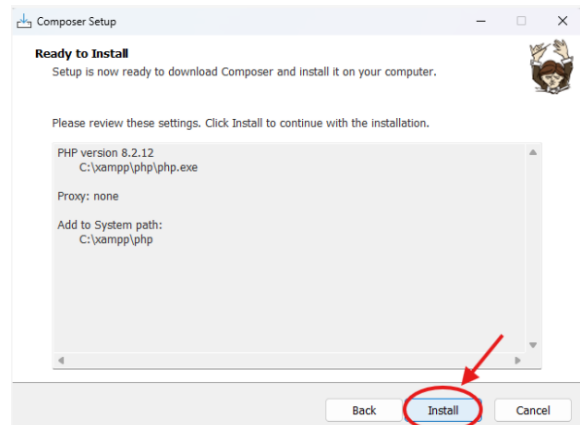 Composer Setup
Ready to Install
Setup is now ready to download Composer and install it on your computer.
Please review these settings. Click Install to continue with the installation.
PHP version 8.2.12
C:\xampp\php\php.exe
Proxy: none
Add to System path:
C:\xampp\php
Back Install Cancel